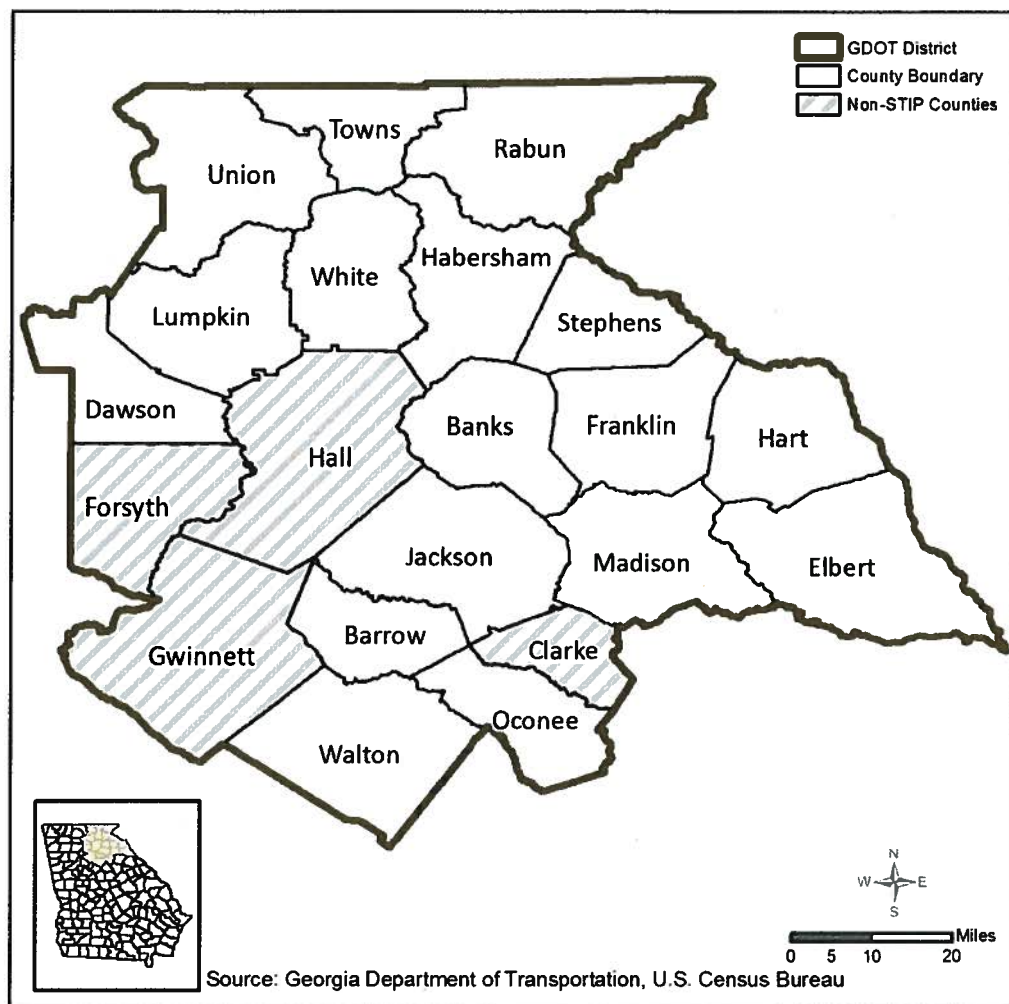 GDOT District
County Boundary
Non-STIP Counties
Towns
Rabun
Union
Habersham
White
Lumpkin
Stephens
Dawson
Banks
Franklin
Hart
Hall
Forsyth
Jackson
Madison
Elbert
Barrow
Gwinnett
Clarke
Oconee
Walton
N
W E
S
Miles
0 5 10 20
Source: Georgia Department of Transportation, U.S. Census Bureau